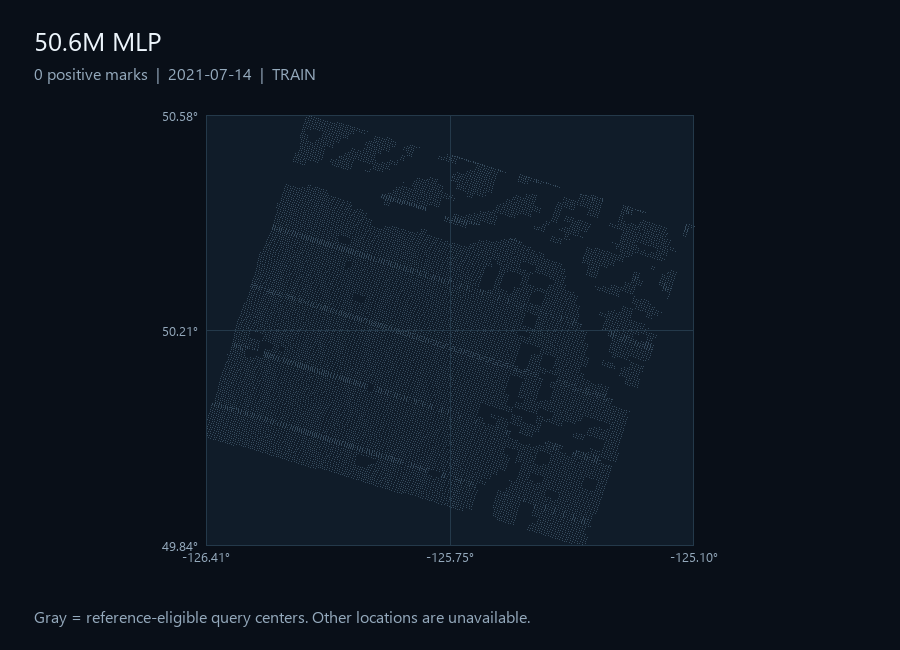 50.6M MLP
0 positive marks | 2021-07-14 | TRAIN
50.58°
50.21°
49.84°
-126.41°
-125.75°
-125.10°
Gray = reference-eligible query centers. Other locations are unavailable.